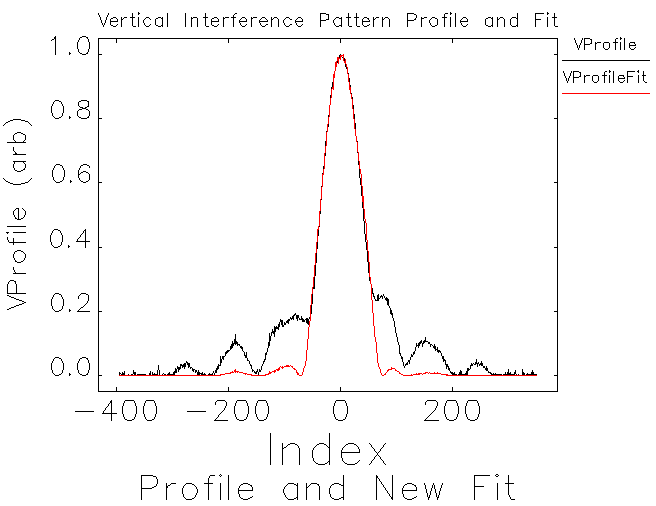 Vertical Interference Pattern Profile and Fit
VProfile
VProfileFit
1.0
0.8
0.6
0.4
0.2
0.0
VProfile (arb)
-400
-200
0
200
Index
Profile and New Fit